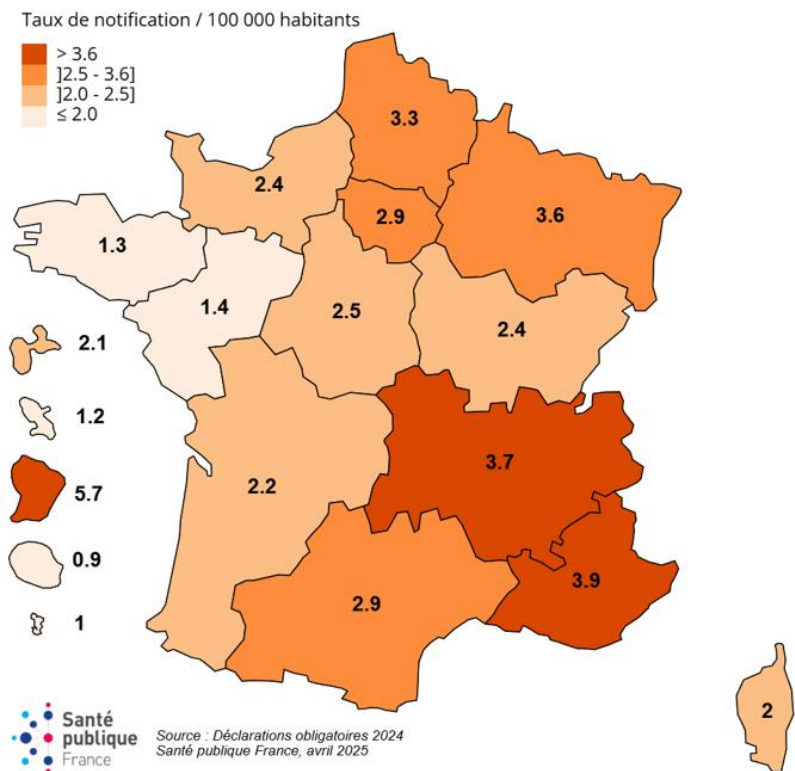 Taux de notification / 100 000 habitants
> 3.6
]2.5 - 3.6]
]2.0 - 2.5]
≤ 2.0
3.3
2.4
2.9
3.6
1.3
1.4
2.5
2.4
2.1
1.2
3.7
2.2
5.7
0.9
3.9
2.9
1
2
Santé
publique
France
Source : Déclarations obligatoires 2024
Santé publique France, avril 2025